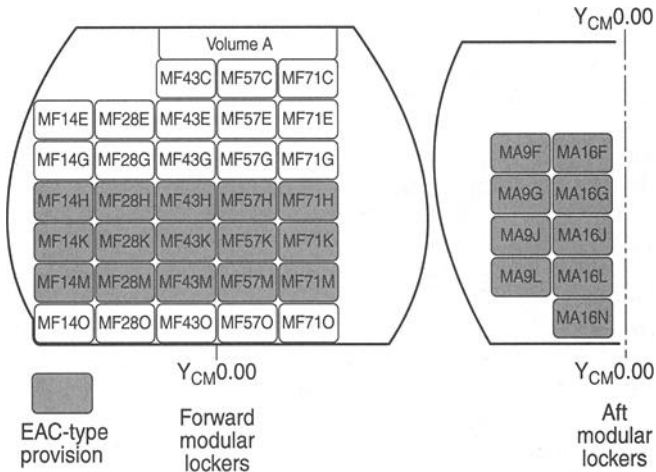 Y_CM0.00
Volume A
MF43C MF57C MF71C
MF14E MF28E MF43E MF57E MF71E
MF14G MF28G MF43G MF57G MF71G
MF14H MF28H MF43H MF57H MF71H
MF14K MF28K MF43K MF57K MF71K
MF14M MF28M MF43M MF57M MF71M
MF14O MF28O MF43O MF57O MF71O
Y_CM0.00
Forward
modular
lockers
EAC-type
provision
MA9F MA16F
MA9G MA16G
MA9J MA16J
MA9L MA16L
MA16N
Y_CM0.00
Aft
modular
lockers